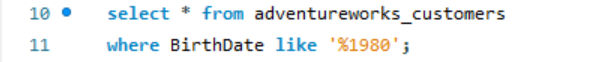 10 select * from adventureworks_customers
11 where BirthDate like '%1980';